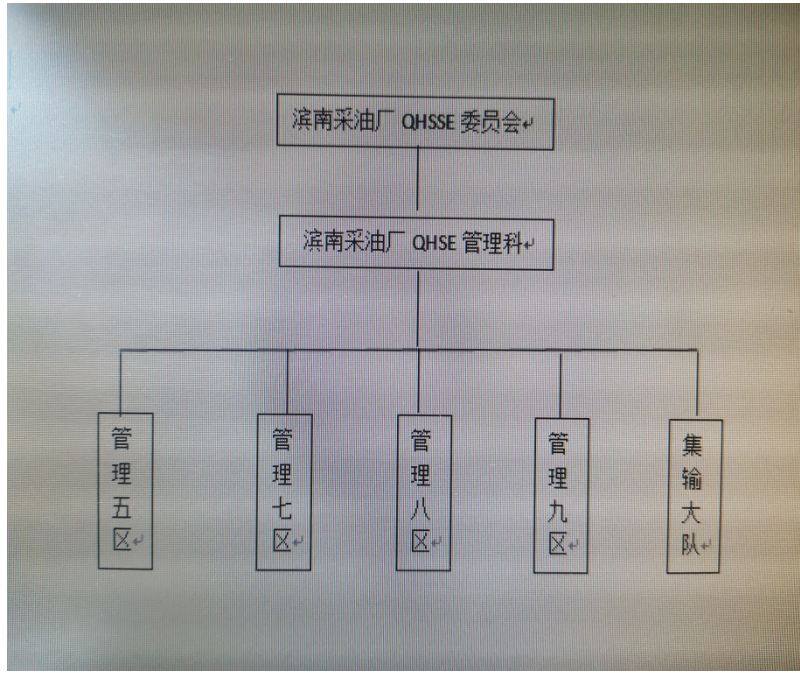 滨南采油厂 QHSSE 委员会
滨南采油厂 QHSE 管理科
管理五区
管理七区
管理八区
管理九区
集输大队